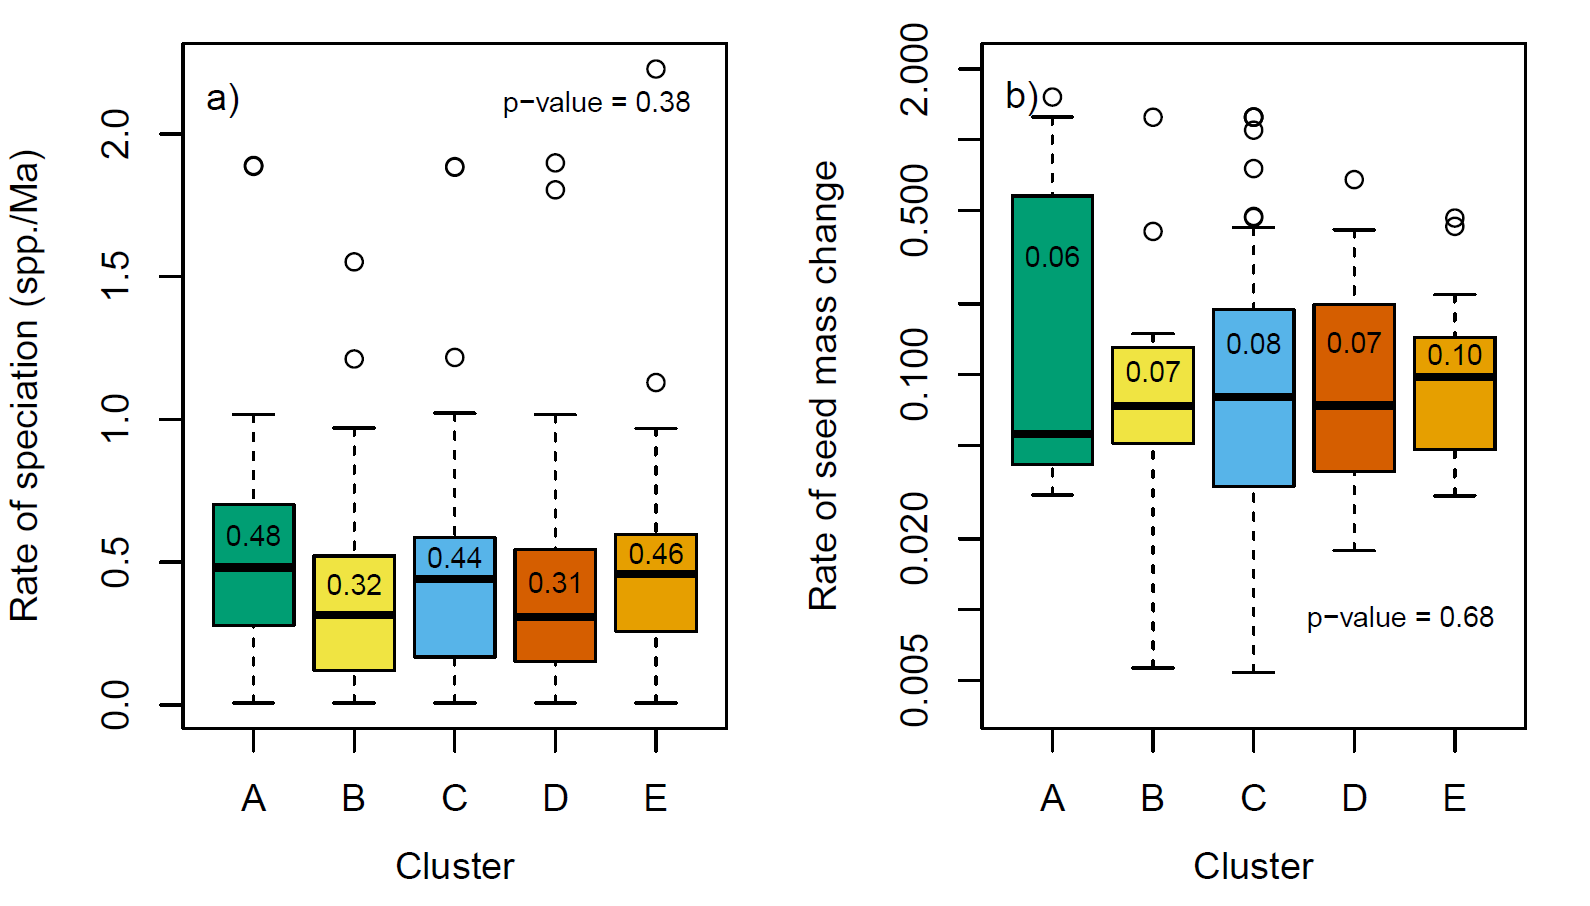 a)
p−value = 0.38
Rate of speciation (spp./Ma)
2.0
1.5
1.0
0.5
0.0
0.48
0.32
0.44
0.31
0.46
A B C D E
Cluster
b)
Rate of seed mass change
2.000
0.500
0.100
0.020
0.005
0.06
0.07
0.08
0.07
0.10
p−value = 0.68
A B C D E
Cluster